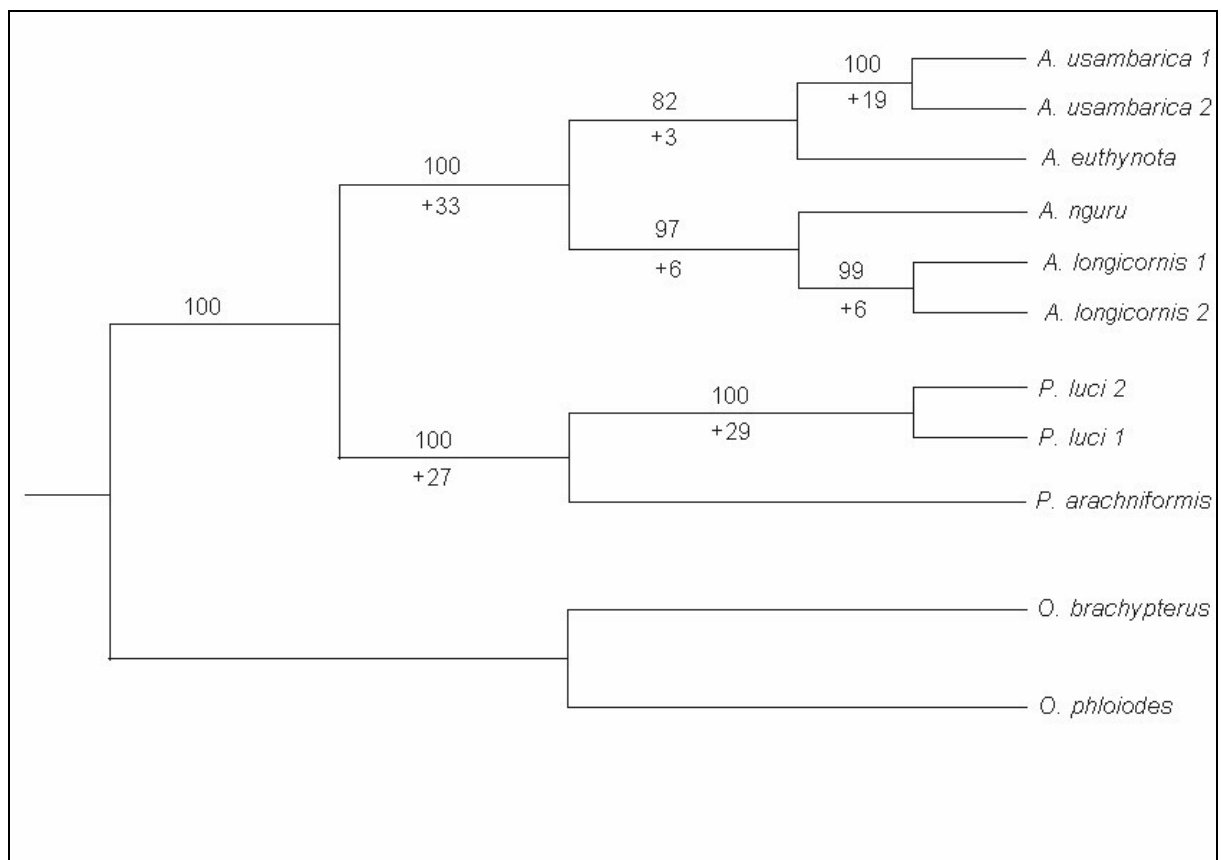 A. usambarica 1
100
+19
A. usambarica 2
82
+3
A. euthynota
100
+33
A. nguru
97
+6
A. longicornis 1
99
+6
A. longicornis 2
100
P. luci 2
100
+29
P. luci 1
100
+27
P. arachniformis
O. brachypterus
O. phloiodes